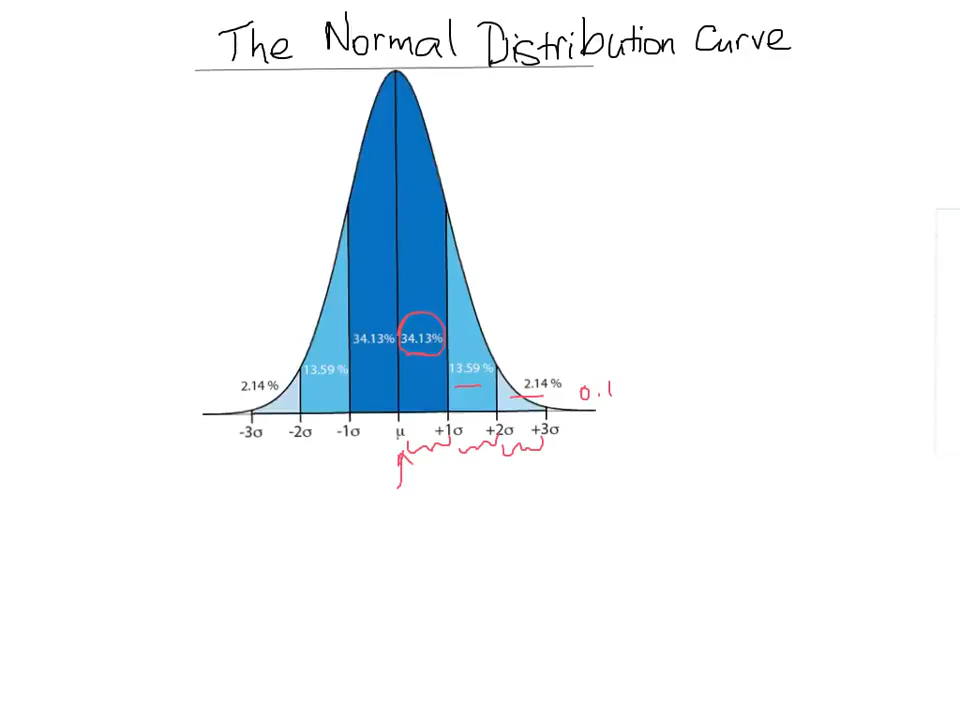 The Normal Distribution Curve
34.13% 34.13%
13.59 % 13.59 %
2.14 % 2.14 % 0.1
-3σ -2σ -1σ μ +1σ +2σ +3σ